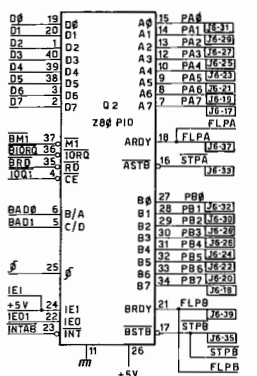 D0 19 D0 A0 15 PA0
D1 20 D1 A1 14 PA1 J6-31
D2 1 D2 A2 13 PA2 J6-29
D3 40 D3 A3 12 PA3 J6-27
D4 39 D4 A4 10 PA4 J6-25
D5 38 D5 A5 9 PA5 J6-23
D6 3 D6 A6 8 PA6 J6-21
D7 2 D7 A7 7 PA7 J6-19
J6-17
Q2
Z80 PIO
FLPA
BM1 37 M1 ARDY 18 FLPA
BIORQ 36 IORQ J6-37
BRD 35 RD ASTB 16 STPA
IOQ1 4 CE J6-33
BAD0 6 B/A B0 27 PB0
BAD1 5 C/D B1 28 PB1 J6-32
B2 29 PB2 J6-30
B3 30 PB3 J6-28
B4 31 PB4 J6-26
ø 25 ø B5 32 PB5 J6-24
B6 33 PB6 J6-22
B7 34 PB7 J6-20
J6-18
IEI
+5V 24 IEI BRDY 21 FLPB
IEO1 22 IEO J6-39
INTAB 23 INT BSTB 17 STPB
J6-35
11 26 STPB
+5V FLPB